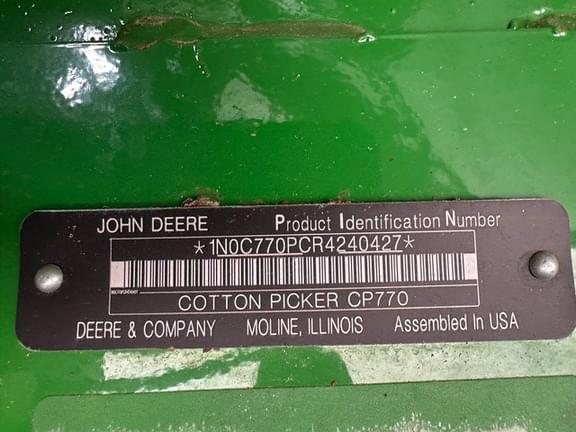 JOHN DEERE Product Identification Number
*1N0C770PCR4240427*
COTTON PICKER CP770
DEERE & COMPANY MOLINE, ILLINOIS Assembled In USA